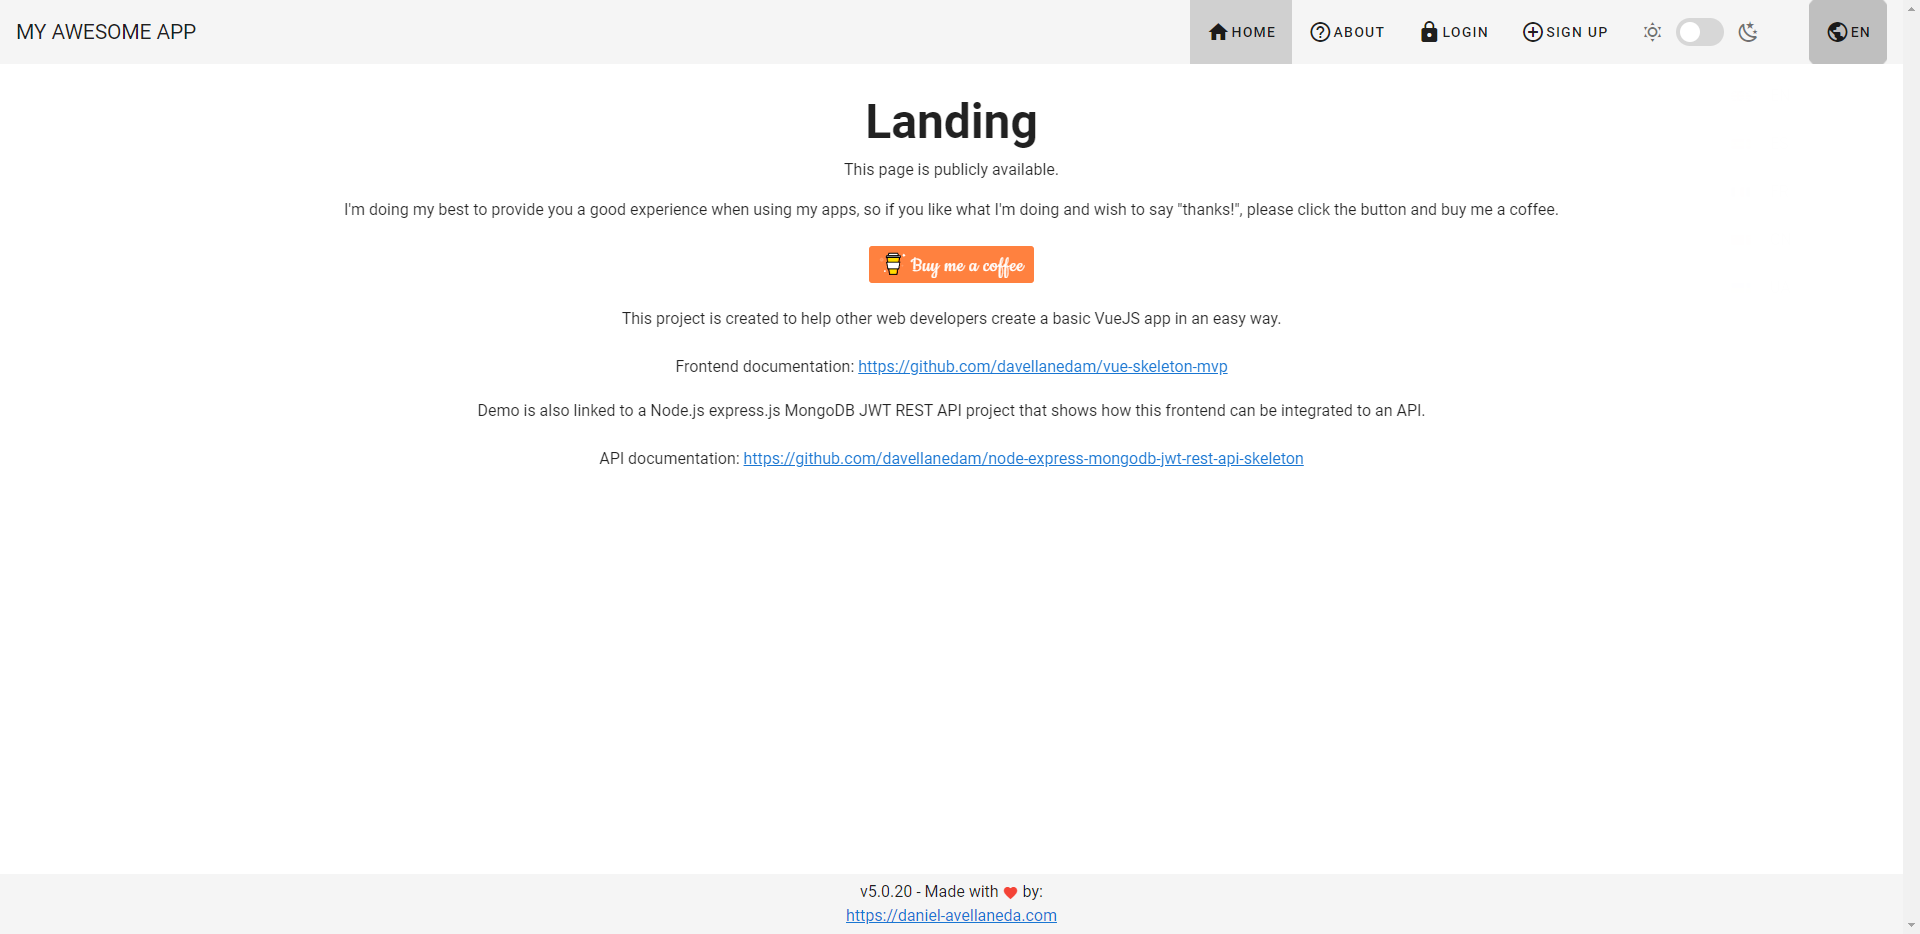 MY AWESOME APP
HOME
ABOUT
LOGIN
SIGN UP
EN
Landing
This page is publicly available.
I'm doing my best to provide you a good experience when using my apps, so if you like what I'm doing and wish to say "thanks!", please click the button and buy me a coffee.
Buy me a coffee
This project is created to help other web developers create a basic VueJS app in an easy way.
Frontend documentation: https://github.com/davellanedam/vue-skeleton-mvp
Demo is also linked to a Node.js express.js MongoDB JWT REST API project that shows how this frontend can be integrated to an API.
API documentation: https://github.com/davellanedam/node-express-mongodb-jwt-rest-api-skeleton
v5.0.20 - Made with ❤ by:
https://daniel-avellaneda.com